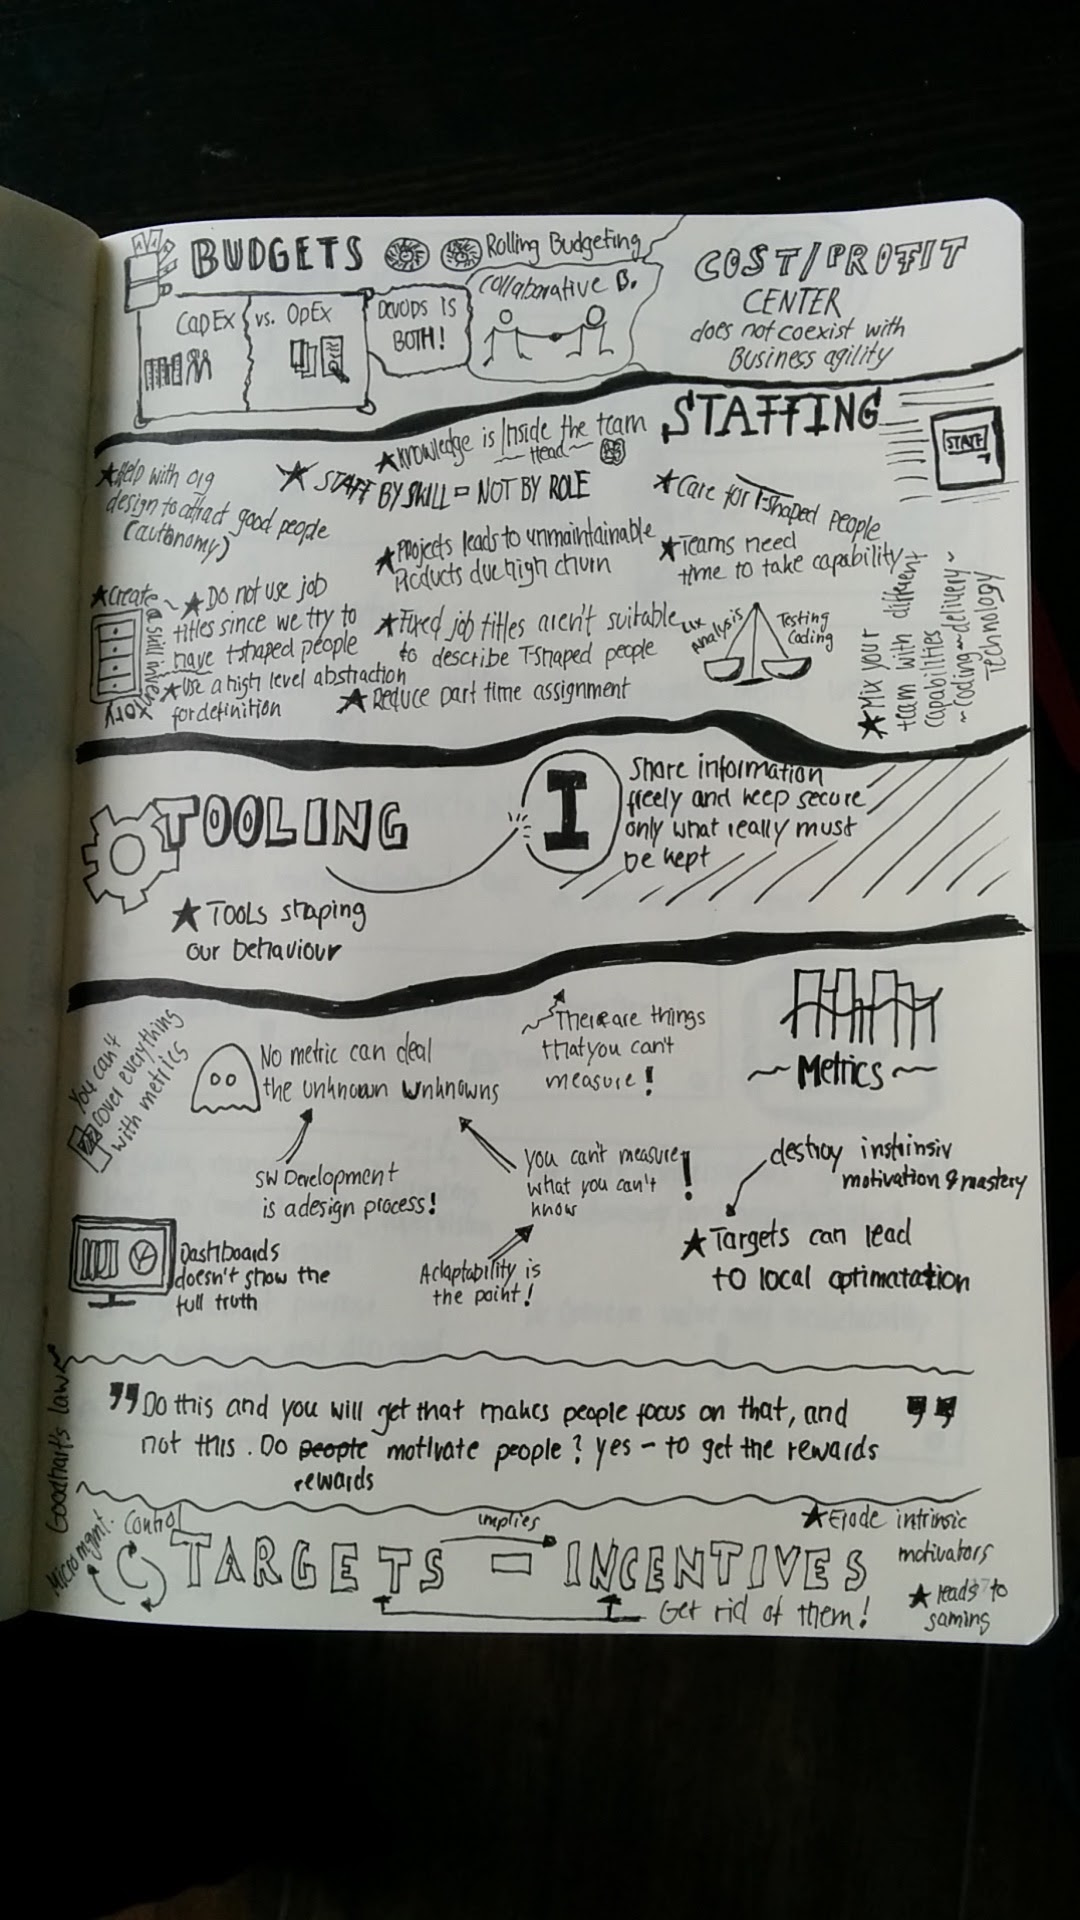 BUDGETS
Rolling Budgeting
Collaborative B.
CapEx vs. OpEx
DevOps IS
BOTH!
COST/PROFIT
CENTER
does not coexist with
Business agility
STAFFING
STAFF
Knowledge is Inside the team
Head
Help with org
design to attract good people
(autonomy)
STAFF BY SKILL = NOT BY ROLE
Care for T-shaped people
Projects leads to unmaintainable
Products due high churn
Teams need
time to take capability
Create
a skill inventory
Do not use job
titles since we try to
have t-shaped people
Use a high level abstraction
for definition
Fixed job titles aren't suitable
to describe T-shaped people
Reduce part time assignment
UX
Analysis
Testing
Coding
Mix your
team with different
capabilities
~ Coding ~ delivery ~
Technology
TOOLING
I
Share information
freely and keep secure
only what really must
be kept
TOOLS shaping
our behaviour
You can't
cover everything
with metrics
No metric can deal
the unknown unknowns
There are things
that you can't
measure!
~ Metrics ~
SW Development
is a design process!
You can't measure
what you can't
know
!
destroy instrinsiv
motivation & mastery
Targets can lead
to local optimatation
Dashboards
doesn't show the
full truth
Adaptability is
the point!
Goodhart's law
"Do this and you will get that makes people focus on that, and
not this. Do people motivate people? yes - to get the rewards "
rewards
Micro mgmt.
Control
TARGETS = INCENTIVES
implies
Get rid of them!
Erode intrinsic
motivators
leads to
gaming